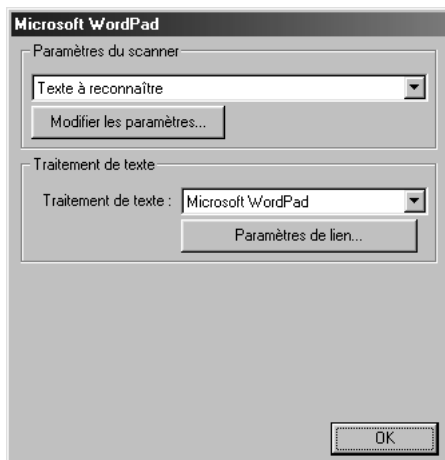 Microsoft WordPad
Paramètres du scanner
Texte à reconnaître
Modifier les paramètres...
Traitement de texte
Traitement de texte : Microsoft WordPad
Paramètres de lien...
OK